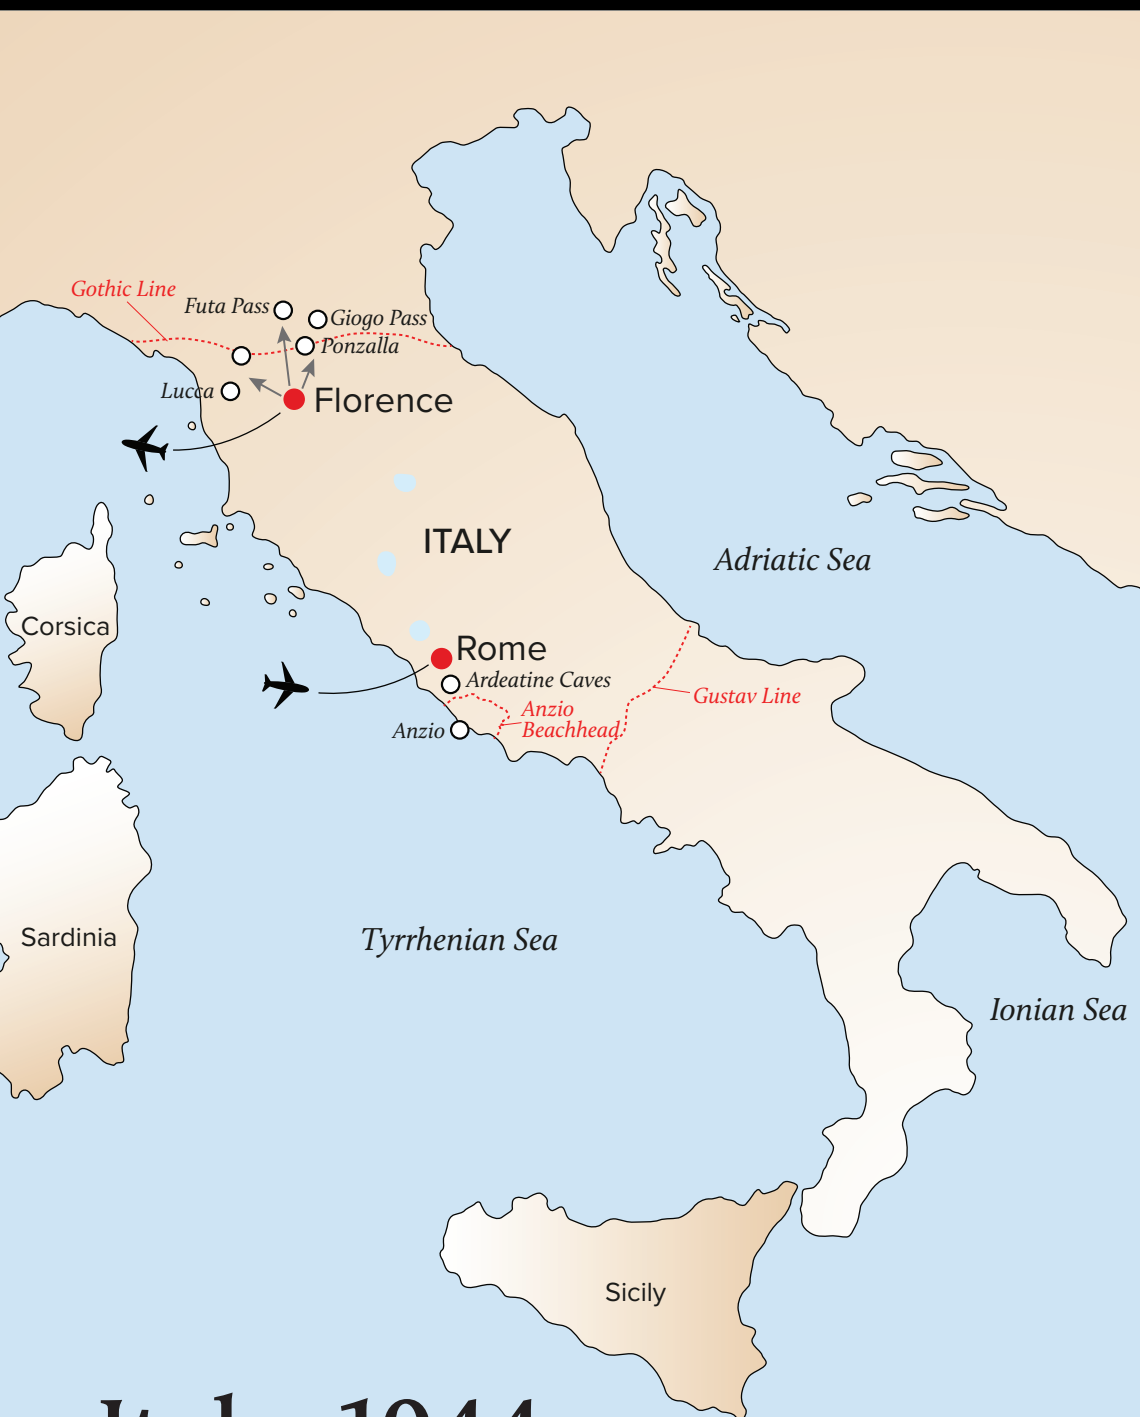 Gothic Line
Futa Pass
Giogo Pass
Ponzalla
Lucca
Florence
ITALY
Adriatic Sea
Corsica
Rome
Ardeatine Caves
Gustav Line
Anzio
Beachhead
Anzio
Sardinia
Tyrrhenian Sea
Ionian Sea
Sicily